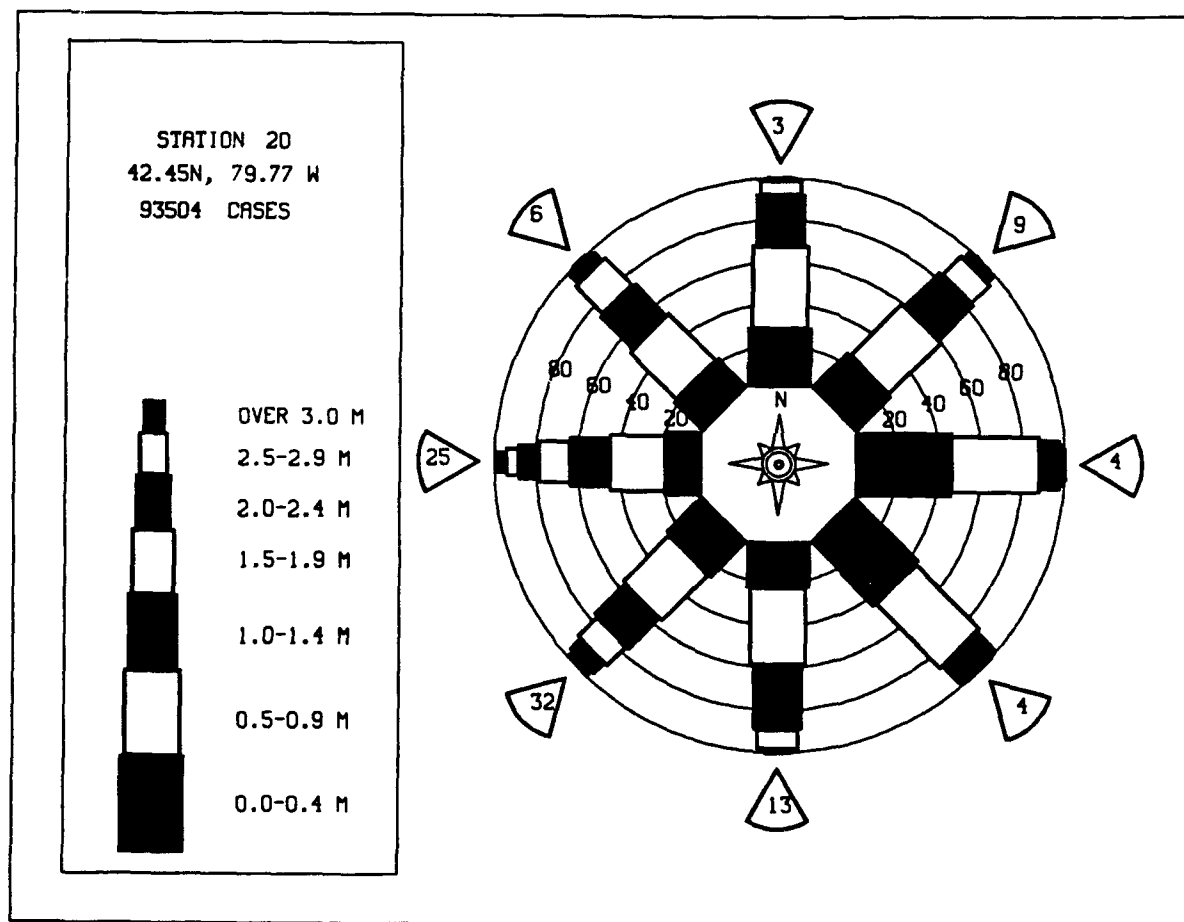 STATION 20
42.45N, 79.77 W
93504 CASES
OVER 3.0 M
2.5-2.9 M
2.0-2.4 M
1.5-1.9 M
1.0-1.4 M
0.5-0.9 M
0.0-0.4 M
3
6
9
80
60
40
20
N
20
40
60
80
25
4
32
4
13